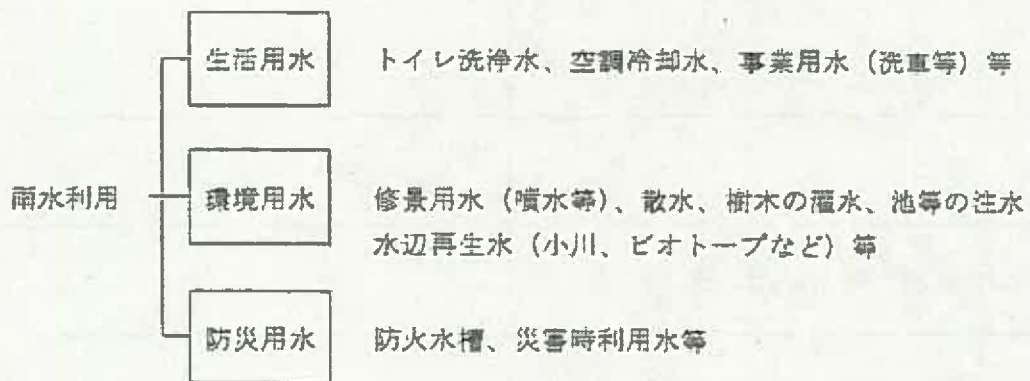 生活用水 トイレ洗浄水、空調冷却水、事業用水（洗車等）等
雨水利用 環境用水 修景用水（噴水等）、散水、樹木の灌水、池等の注水
水辺再生水（小川、ビオトープなど）等
防災用水 防火水槽、災害時利用水等